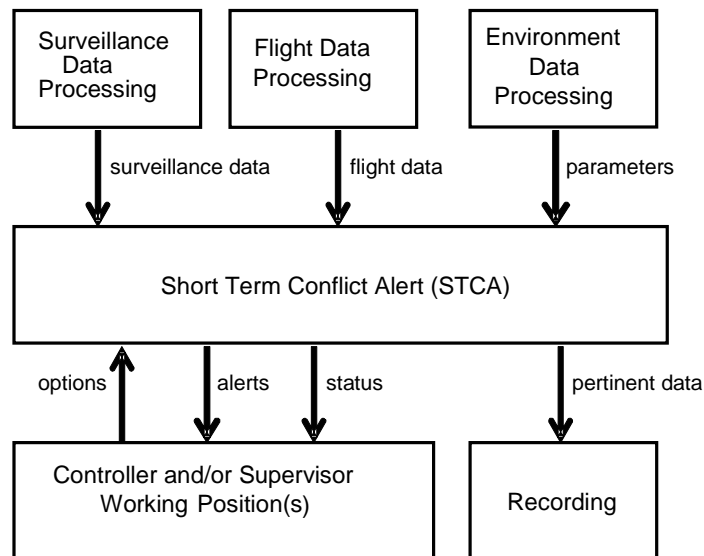 Surveillance
Data
Processing
Flight Data
Processing
Environment
Data
Processing
surveillance data
flight data
parameters
Short Term Conflict Alert (STCA)
options
alerts
status
pertinent data
Controller and/or Supervisor
Working Position(s)
Recording